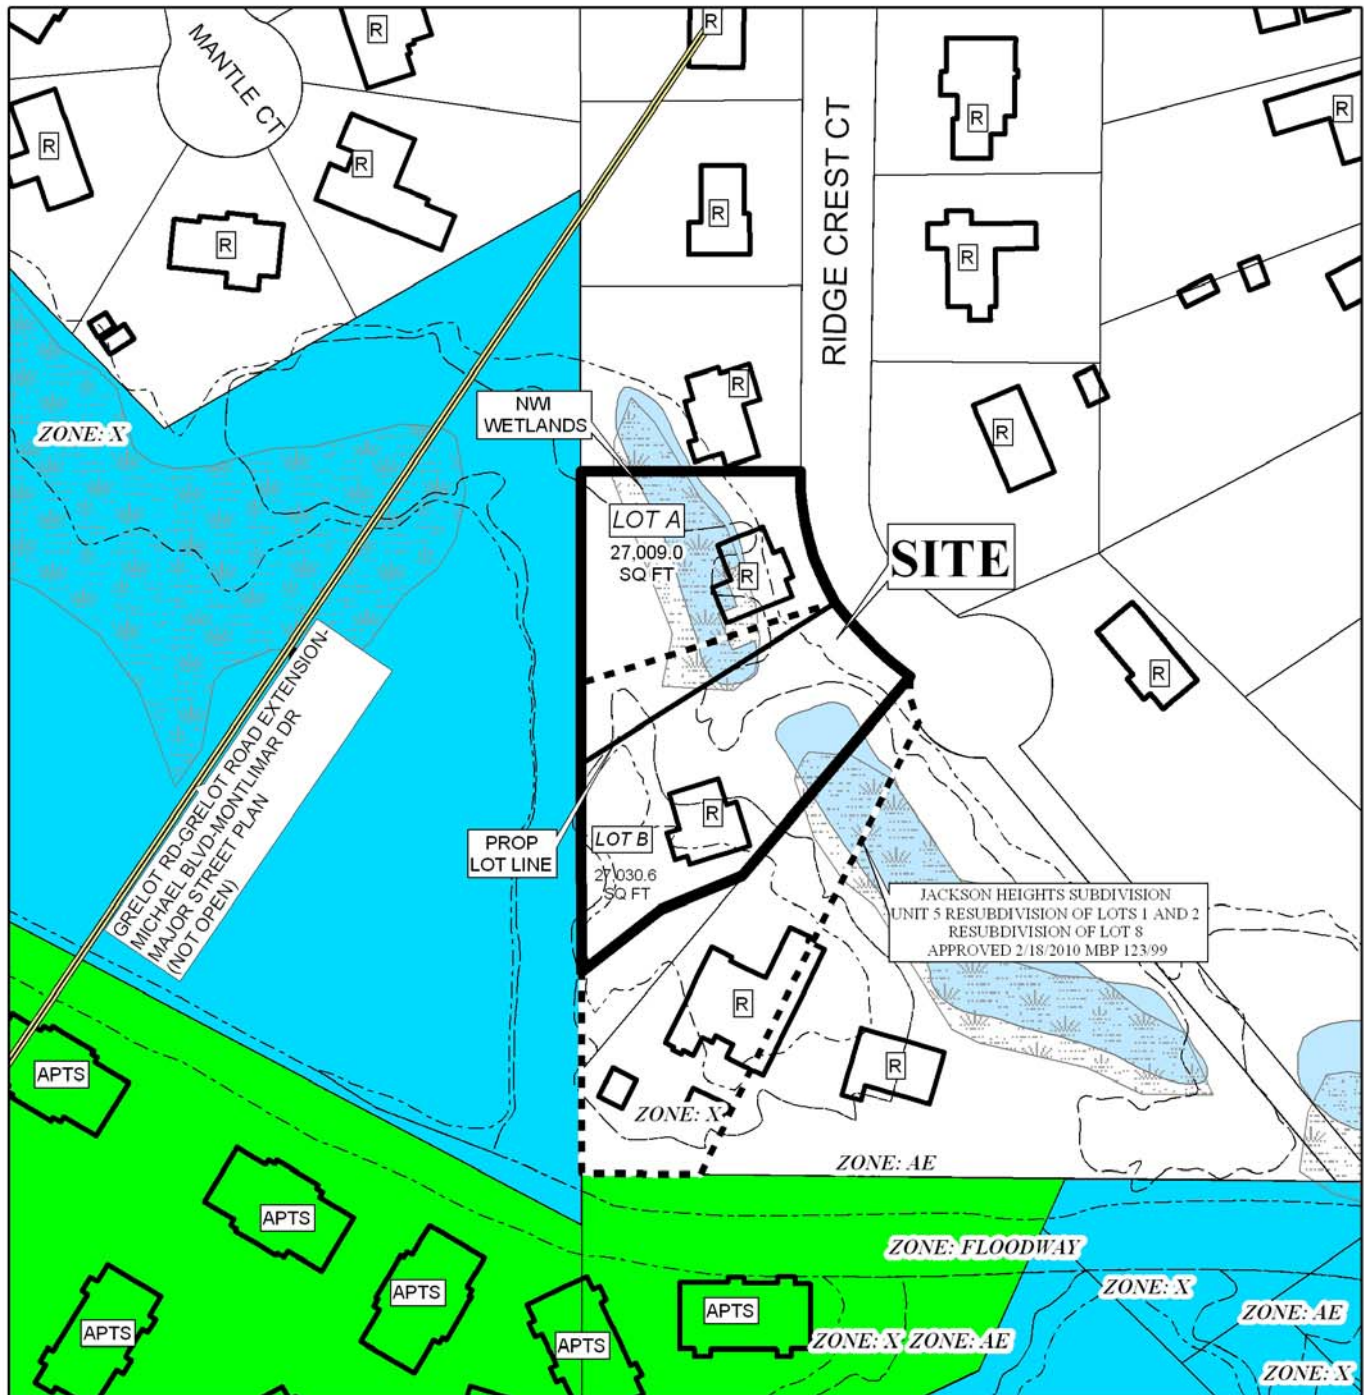 R
R
MANTLE CT
R
R
R
R
R
R
R
RIDGE CREST CT
R
R
R
ZONE: X
NWI
WETLANDS
LOT A
27,009.0
SQ FT
R
SITE
R
GRELOT RD-GRELOT ROAD EXTENSION-
MICHAEL BLVD-MONTLIMAR DR
MAJOR STREET PLAN
(NOT OPEN)
PROP
LOT LINE
LOT B
27,030.6
SQ FT
R
JACKSON HEIGHTS SUBDIVISION
UNIT 5 RESUBDIVISION OF LOTS 1 AND 2
RESUBDIVISION OF LOT 8
APPROVED 2/18/2010 MBP 123/99
R
R
APTS
ZONE: X
ZONE: AE
APTS
ZONE: FLOODWAY
APTS
ZONE: X
APTS
ZONE: AE
APTS
APTS
ZONE: X ZONE: AE
ZONE: X